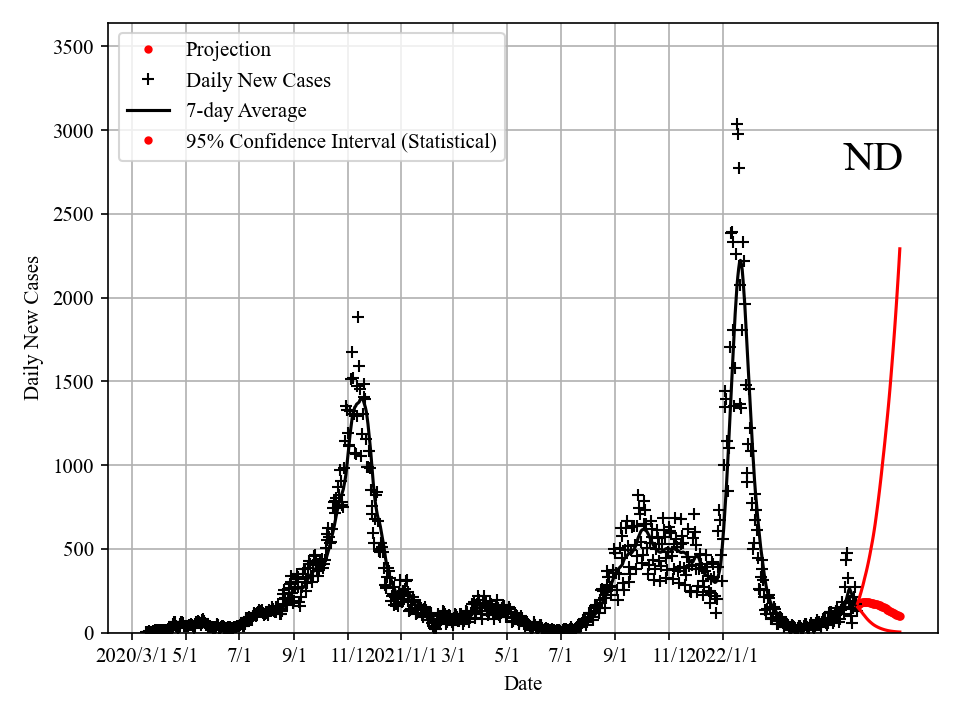 3500
3000
2500
2000
1500
1000
500
0
Daily New Cases
Projection
Daily New Cases
7-day Average
95% Confidence Interval (Statistical)
ND
2020/3/1 5/1 7/1 9/1 11/1 2021/1/1 3/1 5/1 7/1 9/1 11/1 2022/1/1
Date